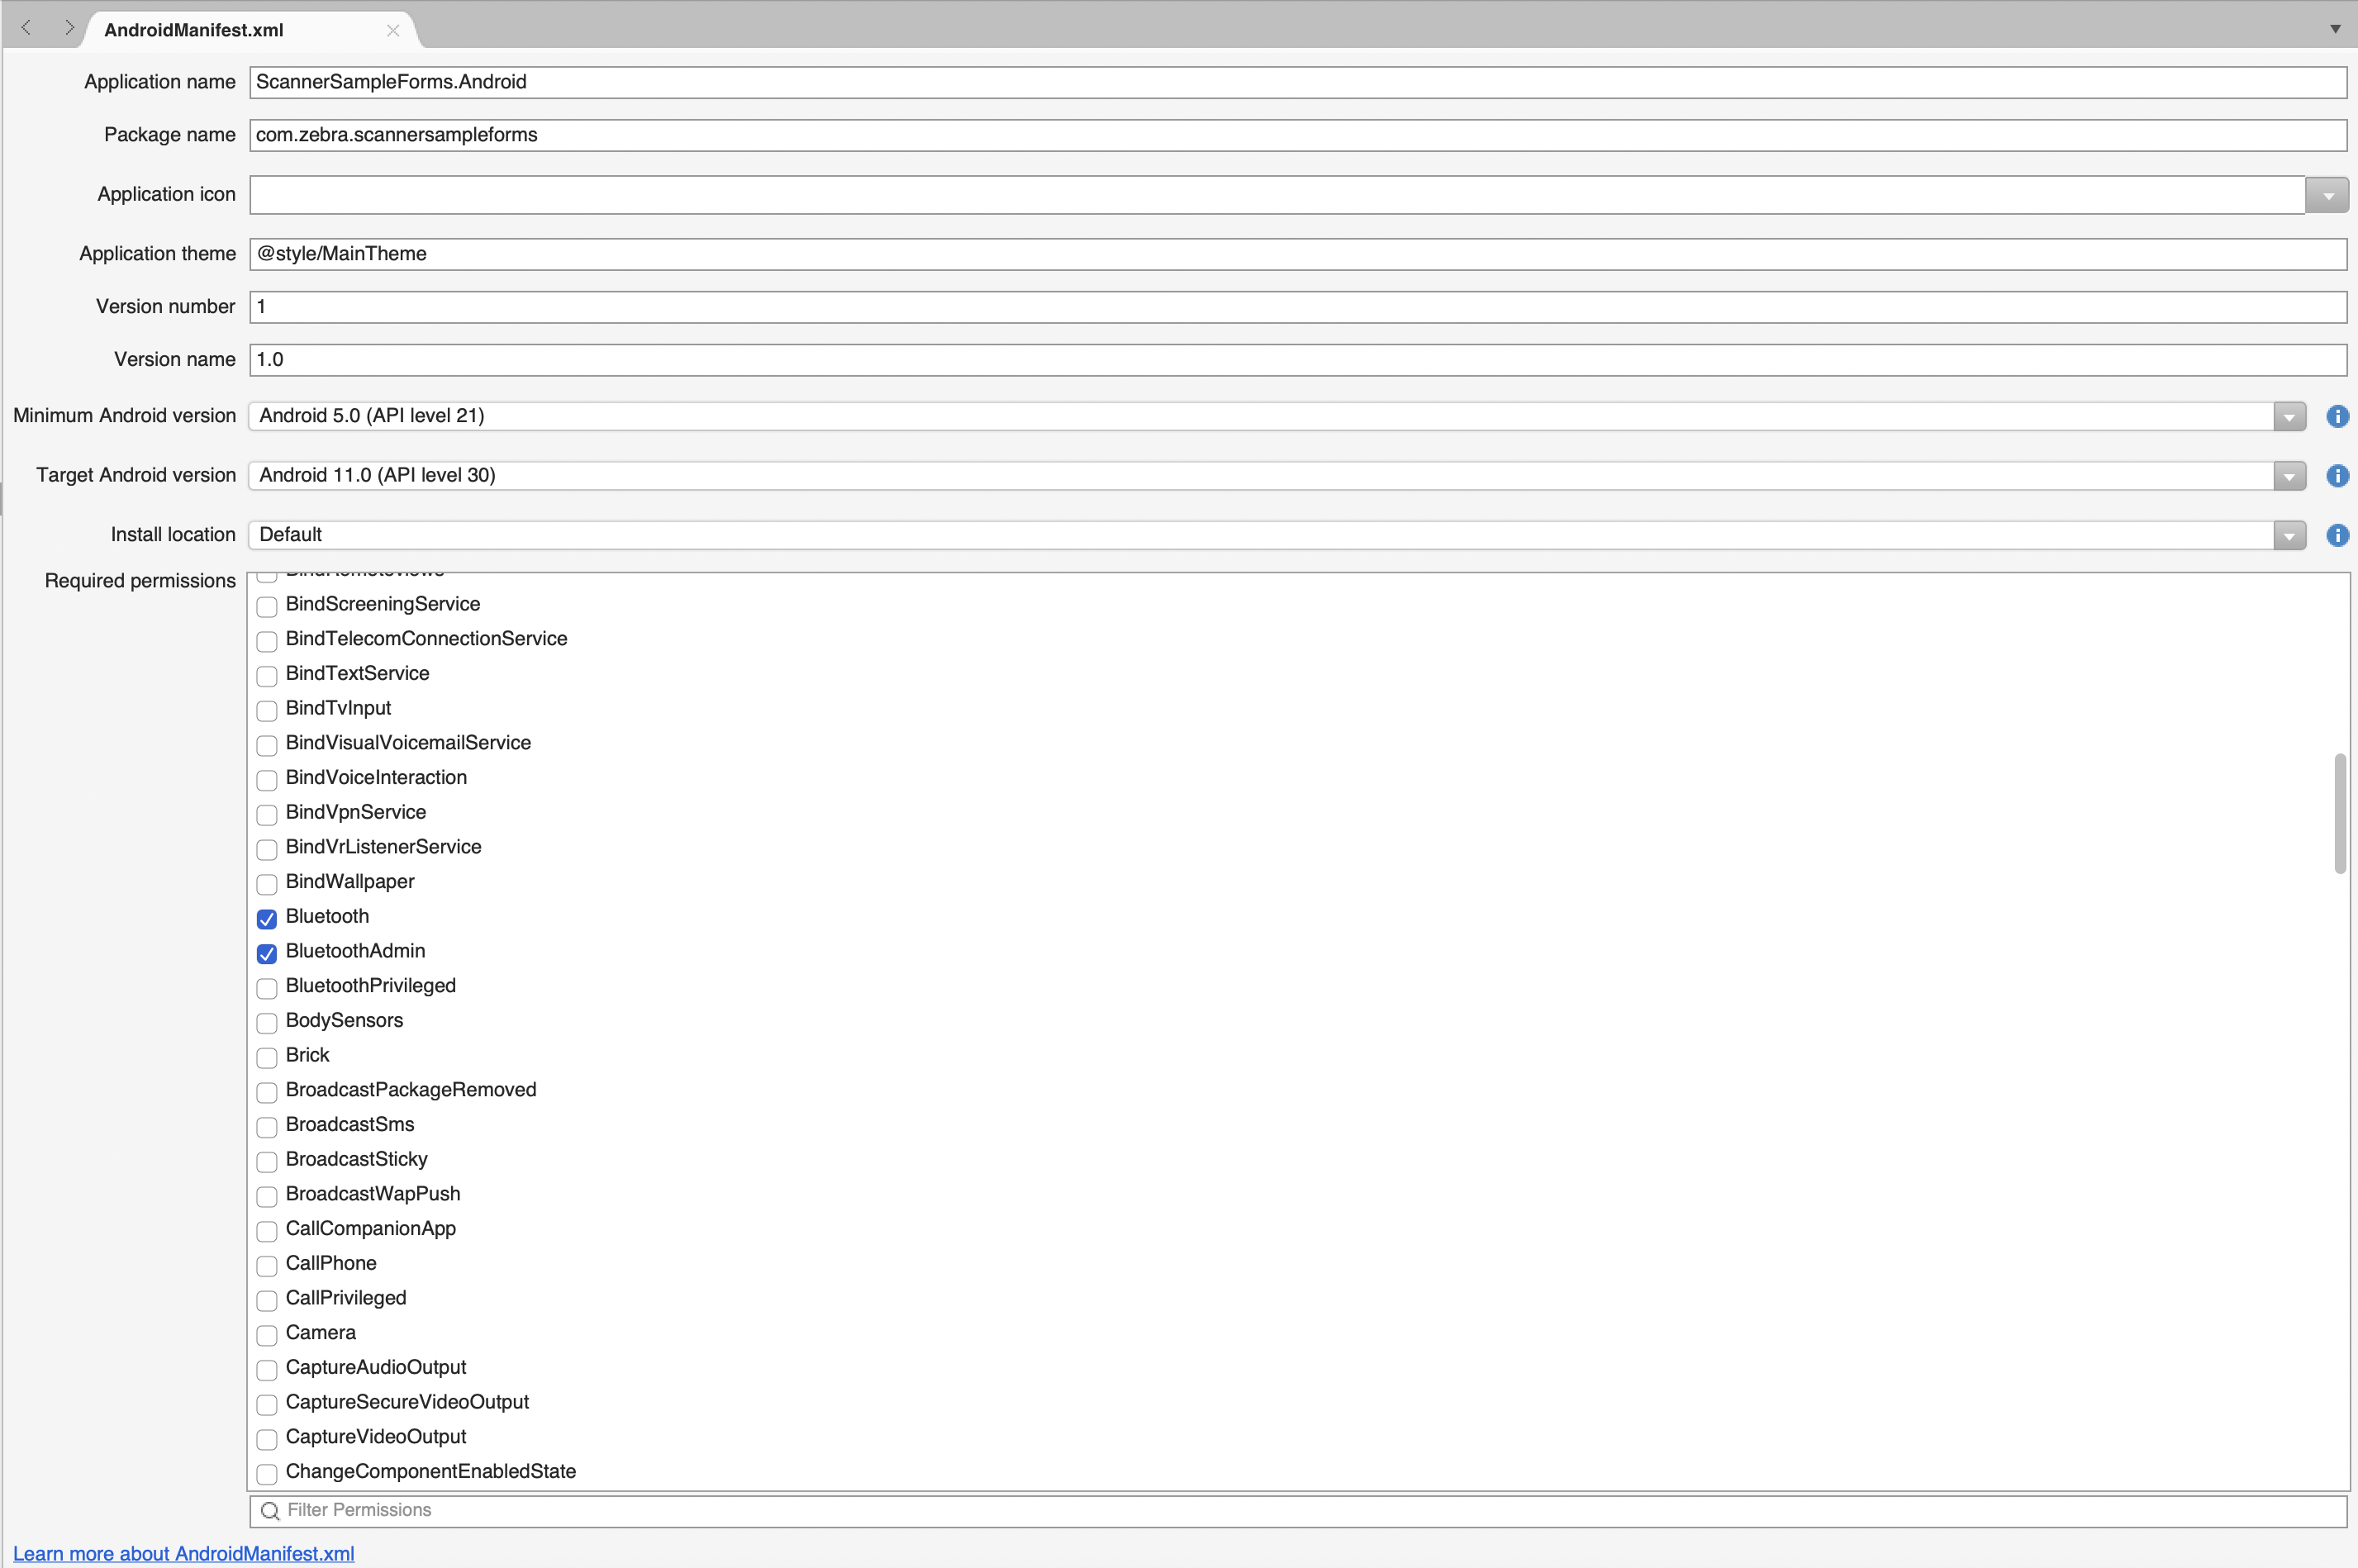 AndroidManifest.xml
Application name ScannerSampleForms.Android
Package name com.zebra.scannersampleforms
Application icon
Application theme @style/MainTheme
Version number 1
Version name 1.0
Minimum Android version Android 5.0 (API level 21)
Target Android version Android 11.0 (API level 30)
Install location Default
Required permissions
BindScreeningService
BindTelecomConnectionService
BindTextService
BindTvInput
BindVisualVoicemailService
BindVoiceInteraction
BindVpnService
BindVrListenerService
BindWallpaper
Bluetooth
BluetoothAdmin
BluetoothPrivileged
BodySensors
Brick
BroadcastPackageRemoved
BroadcastSms
BroadcastSticky
BroadcastWapPush
CallCompanionApp
CallPhone
CallPrivileged
Camera
CaptureAudioOutput
CaptureSecureVideoOutput
CaptureVideoOutput
ChangeComponentEnabledState
Filter Permissions
Learn more about AndroidManifest.xml